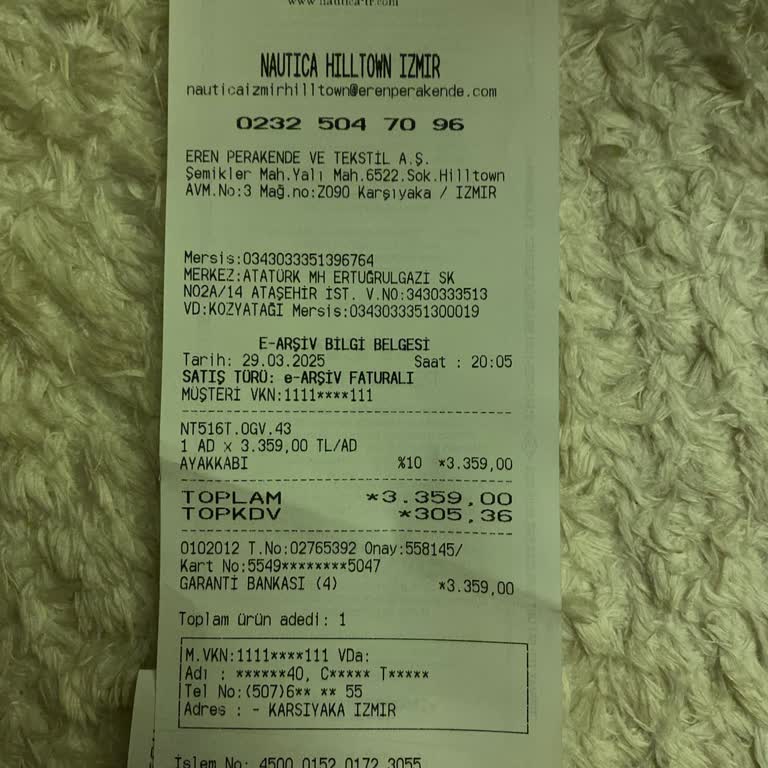 www.nautica-tr.com
NAUTICA HILLTOWN IZMIR
nauticaizmirhilltown@erenperakende.com
0232 504 70 96
EREN PERAKENDE VE TEKSTİL A.Ş.
Şemikler Mah.Yalı Mah.6522.Sok.Hilltown
AVM.No:3 Mağ.no:Z090 Karşıyaka / IZMIR
Mersis:0343033351396764
MERKEZ:ATATÜRK MH ERTUĞRULGAZİ SK
NO2A/14 ATAŞEHİR İST. V.NO:3430333513
VD:KOZYATAĞI Mersis:0343033351300019
E-ARŞİV BİLGİ BELGESİ
Tarih: 29.03.2025 Saat : 20:05
SATIŞ TÜRÜ: e-ARŞİV FATURALI
MÜŞTERİ VKN:1111****111
NT516T.0GV.43
1 AD x 3.359,00 TL/AD
AYAKKABI %10 *3.359,00
TOPLAM *3.359,00
TOPKDV *305,36
0102012 T.No:02765392 Onay:558145/
Kart No:5549********5047
GARANTİ BANKASI (4) *3.359,00
Toplam ürün adedi: 1
M.VKN:1111****111 VDa:
Adı : ******40, C***** T*****
Tel No:(507)6** ** 55
Adres : - KARSIYAKA IZMIR
İşlem No: 4500 0152 0172 3055